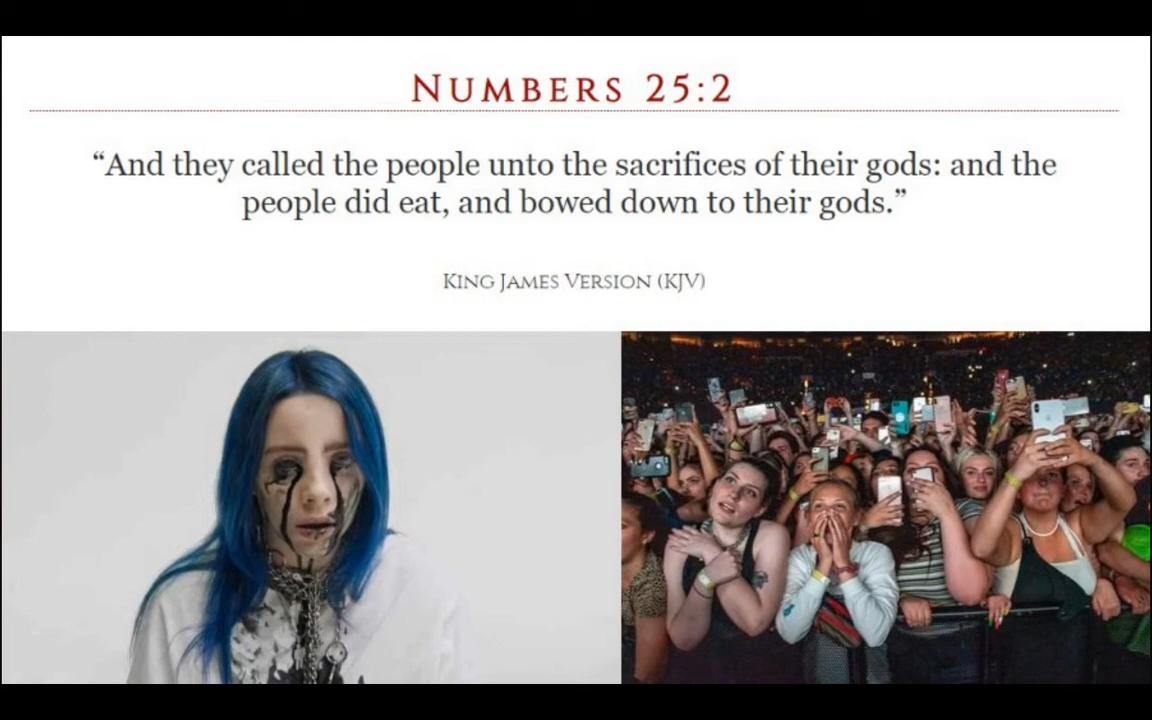 Numbers 25:2
“And they called the people unto the sacrifices of their gods: and the
people did eat, and bowed down to their gods.”
King James Version (KJV)